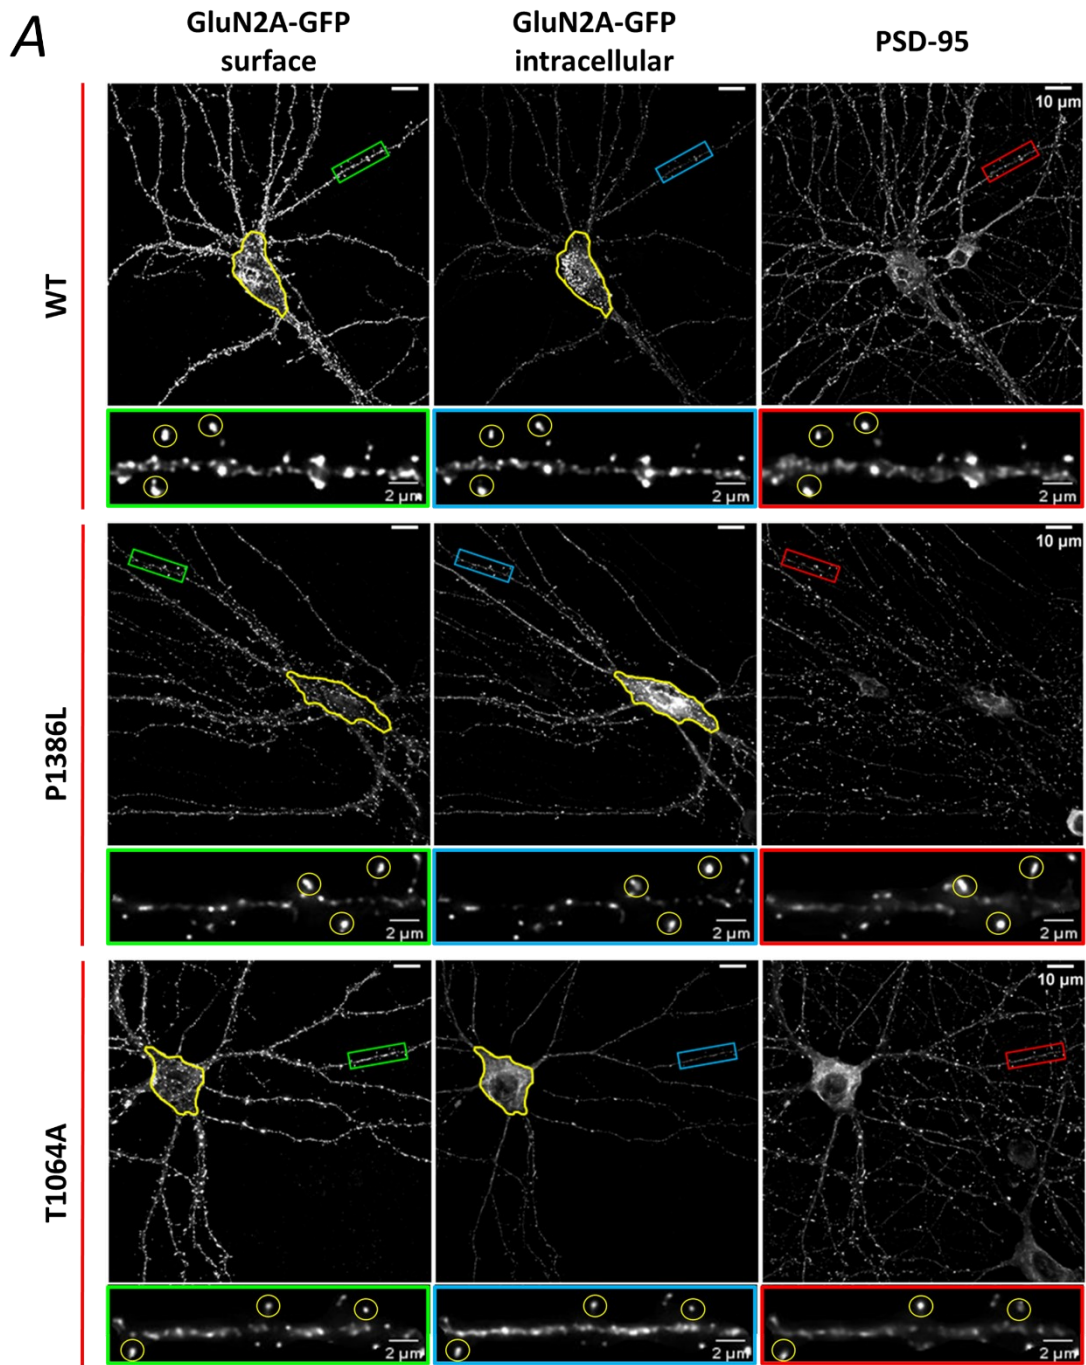 A
GluN2A-GFP
surface
GluN2A-GFP
intracellular
PSD-95
WT
10 µm
2 µm
2 µm
2 µm
P1386L
10 µm
2 µm
2 µm
2 µm
T1064A
10 µm
2 µm
2 µm
2 µm